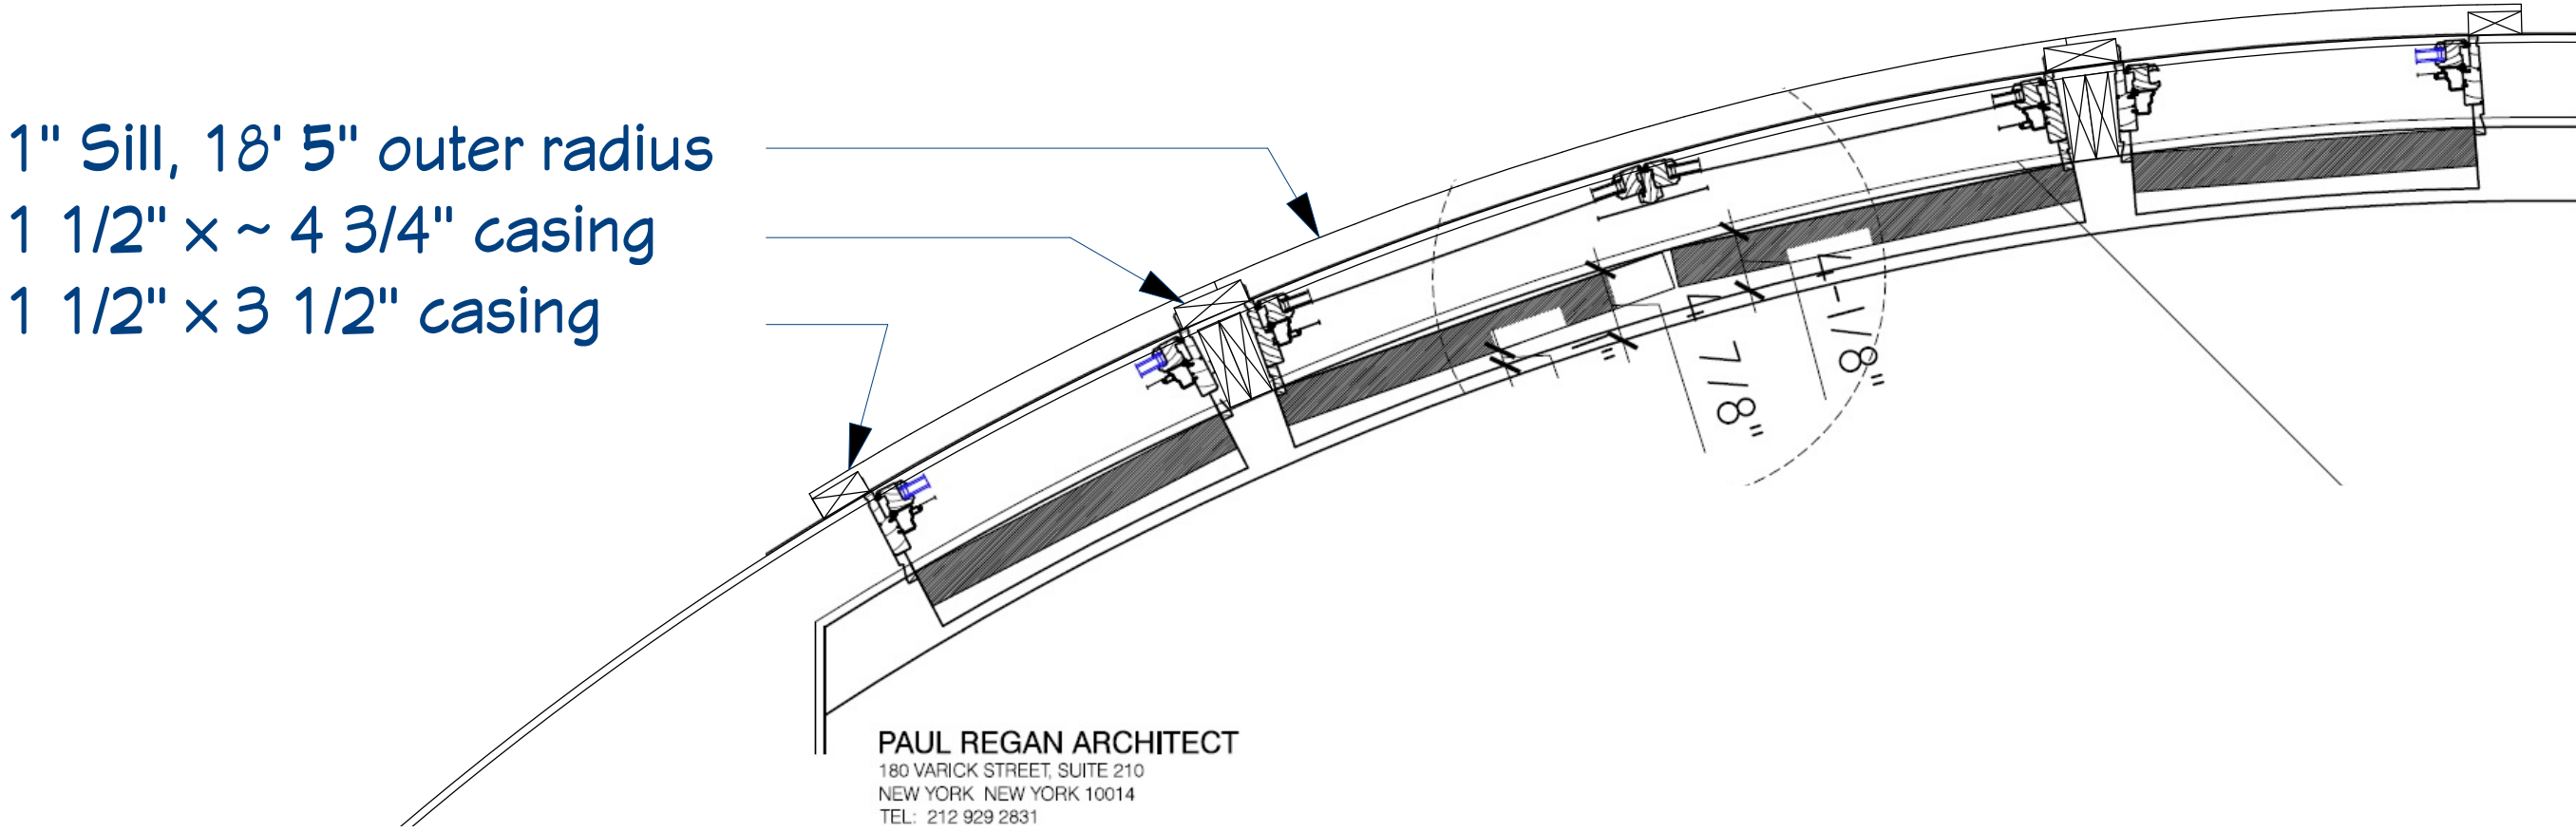 1" Sill, 18' 5" outer radius
1 1/2" x ~ 4 3/4" casing
1 1/2" x 3 1/2" casing
4 7/8"
1-1/8"
PAUL REGAN ARCHITECT
180 VARICK STREET, SUITE 210
NEW YORK NEW YORK 10014
TEL: 212 929 2831